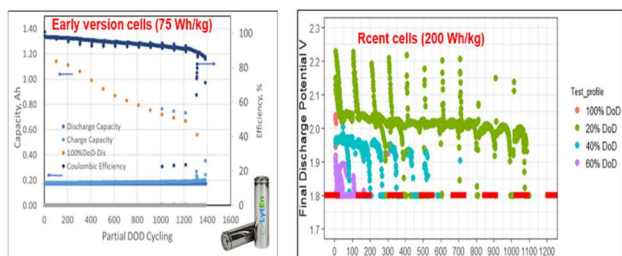 Early version cells (75 Wh/kg)
1.40
1.20
1.00
0.80
0.60
0.40
0.20
0.00
Capacity, Ah
100
80
60
40
20
0
Efficiency, %
Discharge Capacity
Charge Capacity
100%DoD-Dis
Coulombic Efficiency
0 200 400 600 800 1000 1200 1400 1600
Partial DOD Cycling
LytEn
Rcent cells (200 Wh/kg)
2.3
2.2
2.1
2.0
1.9
1.8
1.7
Final Discharge Potential V
Test_profile
100% DoD
20% DoD
40% DoD
60% DoD
0 100 200 300 400 500 600 700 800 900 1000 1100 1200